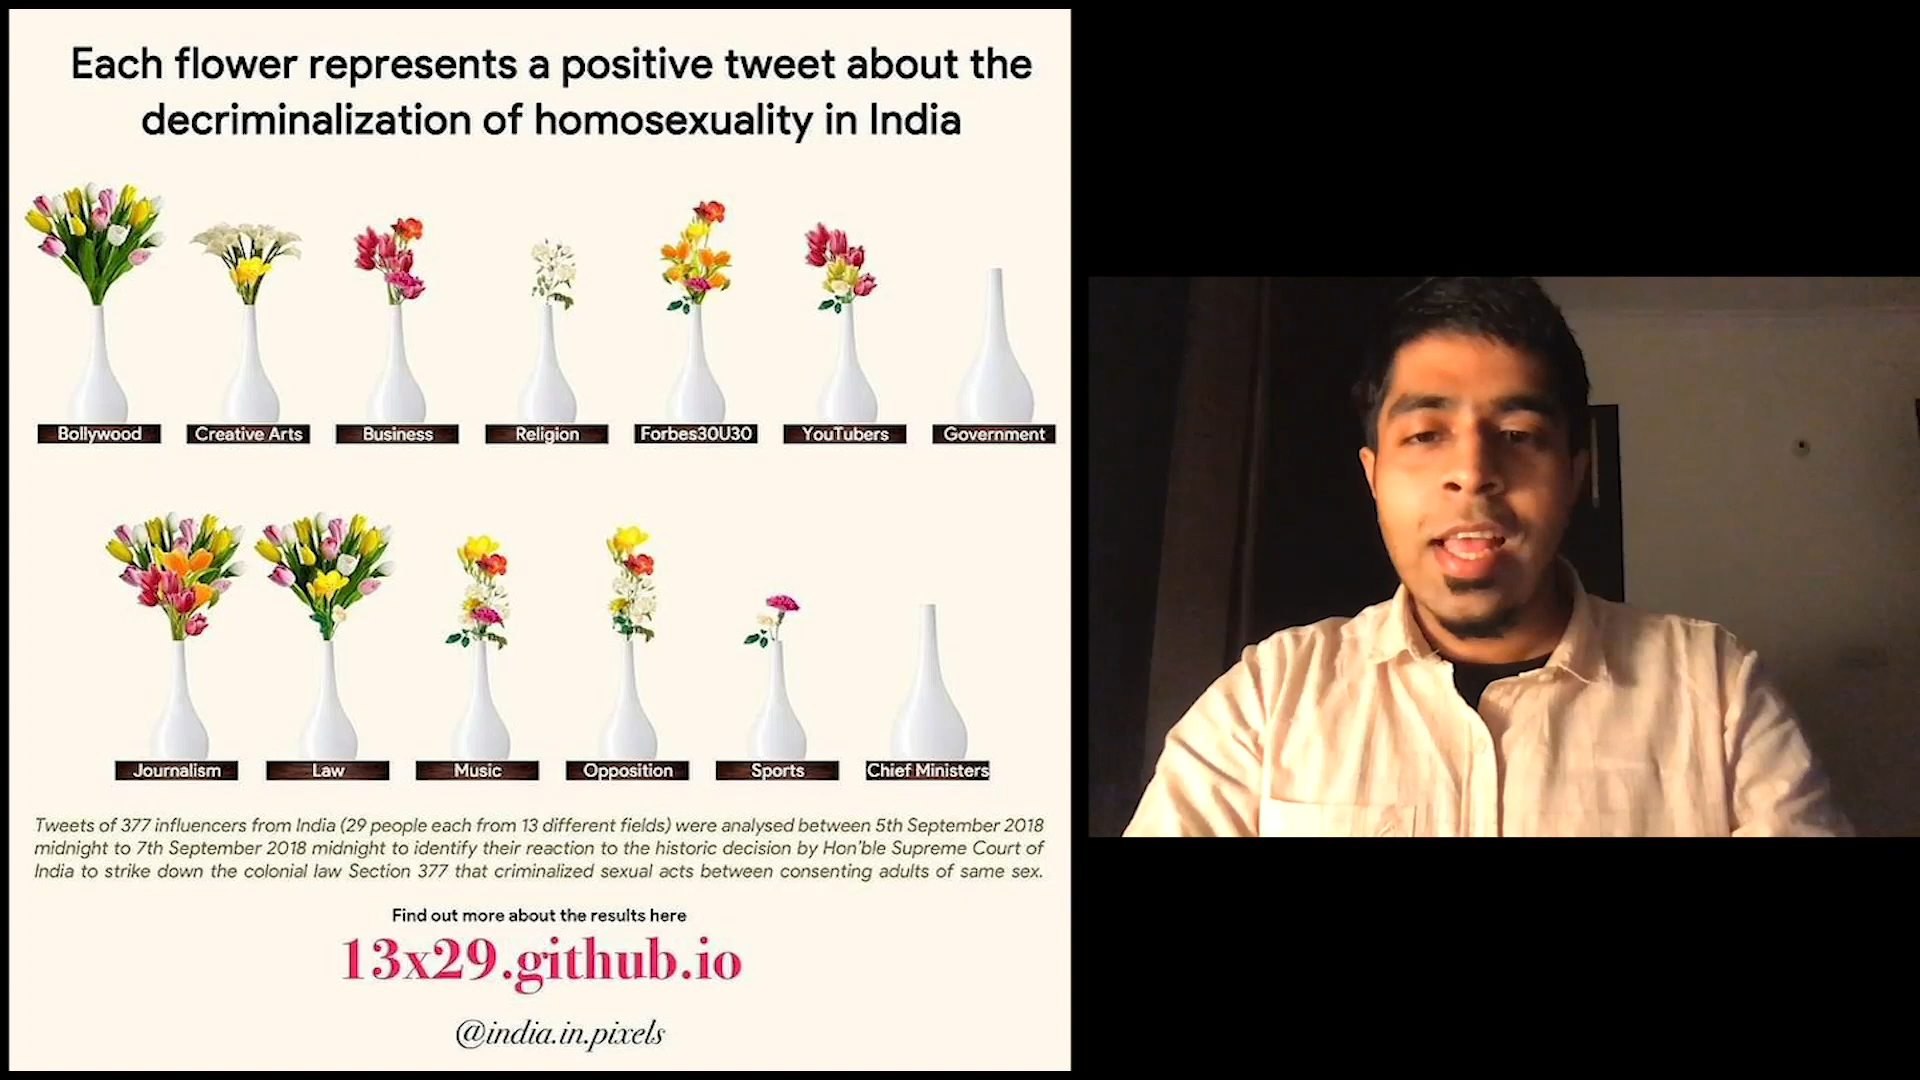 Each flower represents a positive tweet about the
decriminalization of homosexuality in India
Bollywood
Creative Arts
Business
Religion
Forbes30U30
YouTubers
Government
Journalism
Law
Music
Opposition
Sports
Chief Ministers
Tweets of 377 influencers from India (29 people each from 13 different fields) were analysed between 5th September 2018
midnight to 7th September 2018 midnight to identify their reaction to the historic decision by Hon'ble Supreme Court of
India to strike down the colonial law Section 377 that criminalized sexual acts between consenting adults of same sex.
Find out more about the results here
13x29.github.io
@india.in.pixels